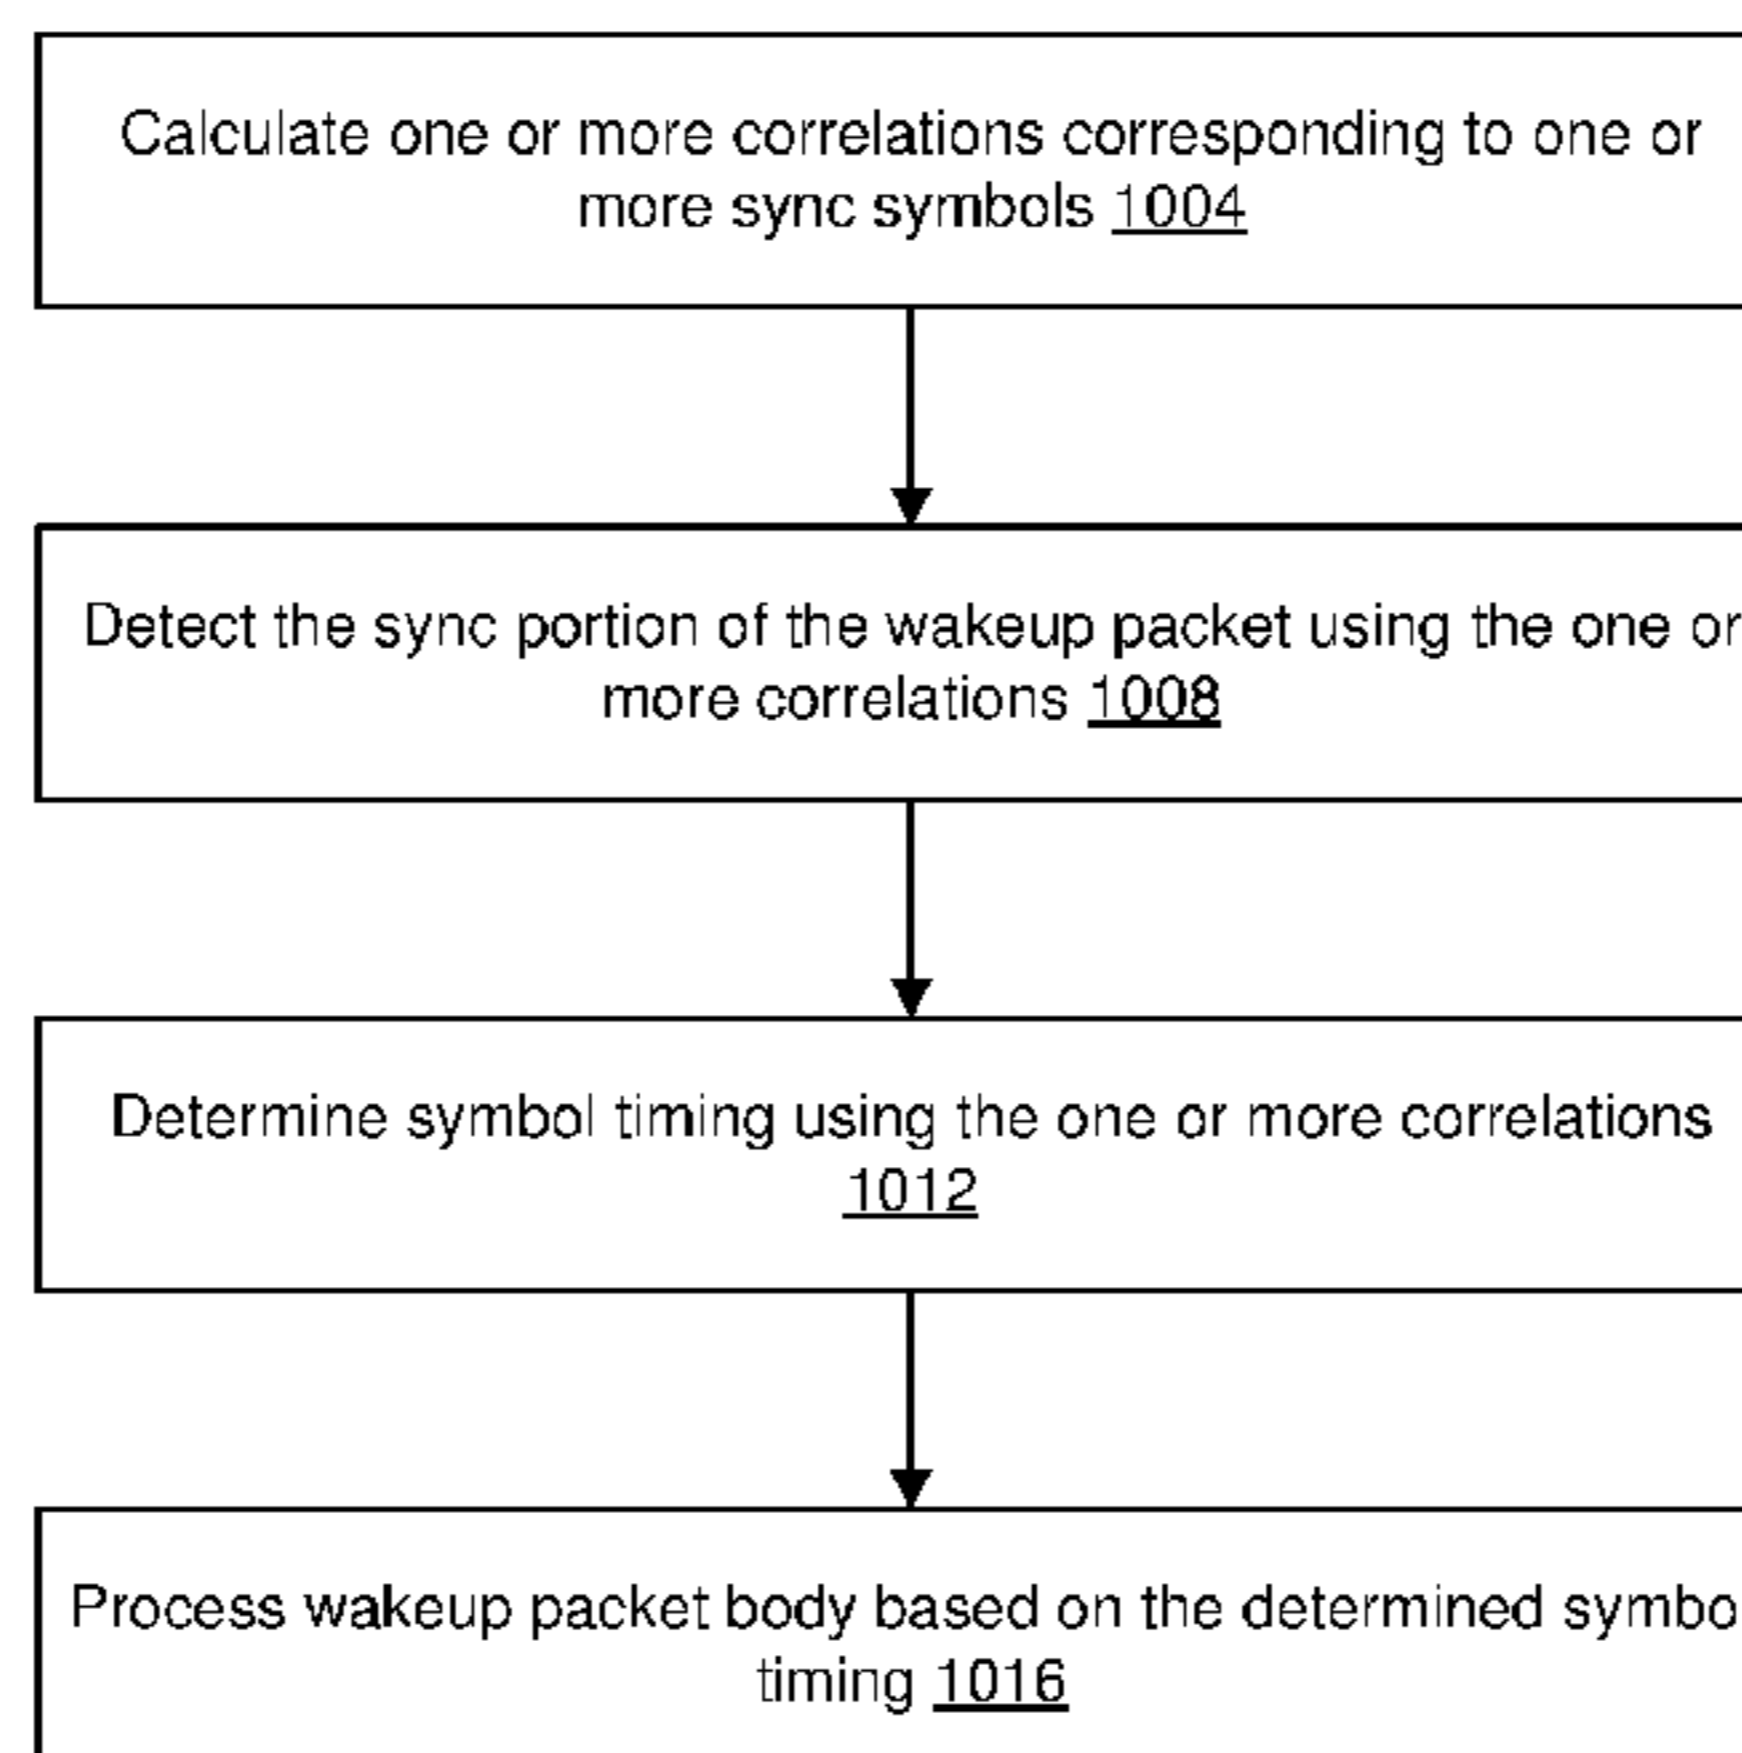 Calculate one or more correlations corresponding to one or
more sync symbols 1004
Detect the sync portion of the wakeup packet using the one or
more correlations 1008
Determine symbol timing using the one or more correlations
1012
Process wakeup packet body based on the determined symbo
timing 1016